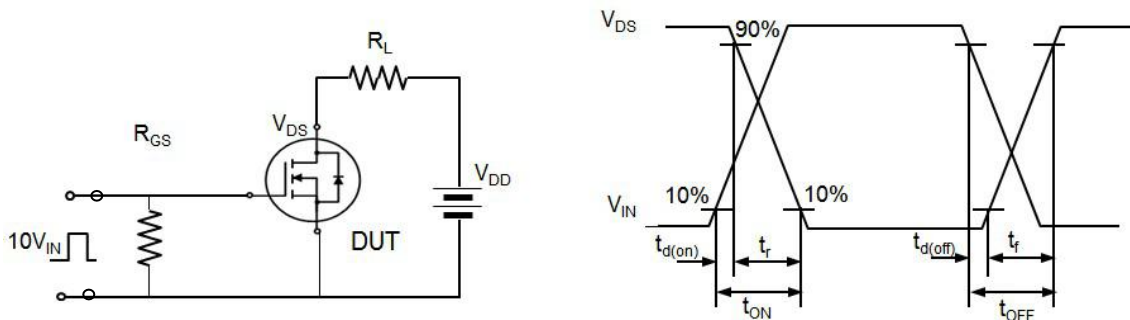 R_L
R_GS
V_DS
V_DD
10V_IN
DUT
V_DS
90%
V_IN
10%
10%
t_d(on)
t_r
t_d(off)
t_f
t_ON
t_OFF